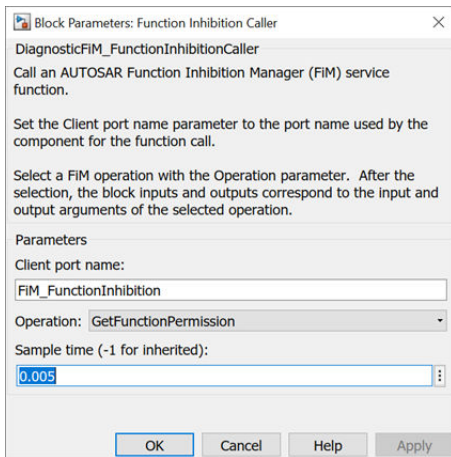 Block Parameters: Function Inhibition Caller
DiagnosticFiM_FunctionInhibitionCaller
Call an AUTOSAR Function Inhibition Manager (FiM) service
function.
Set the Client port name parameter to the port name used by the
component for the function call.
Select a FiM operation with the Operation parameter. After the
selection, the block inputs and outputs correspond to the input and
output arguments of the selected operation.
Parameters
Client port name:
FiM_FunctionInhibition
Operation: GetFunctionPermission
Sample time (-1 for inherited):
0.005
OK Cancel Help Apply